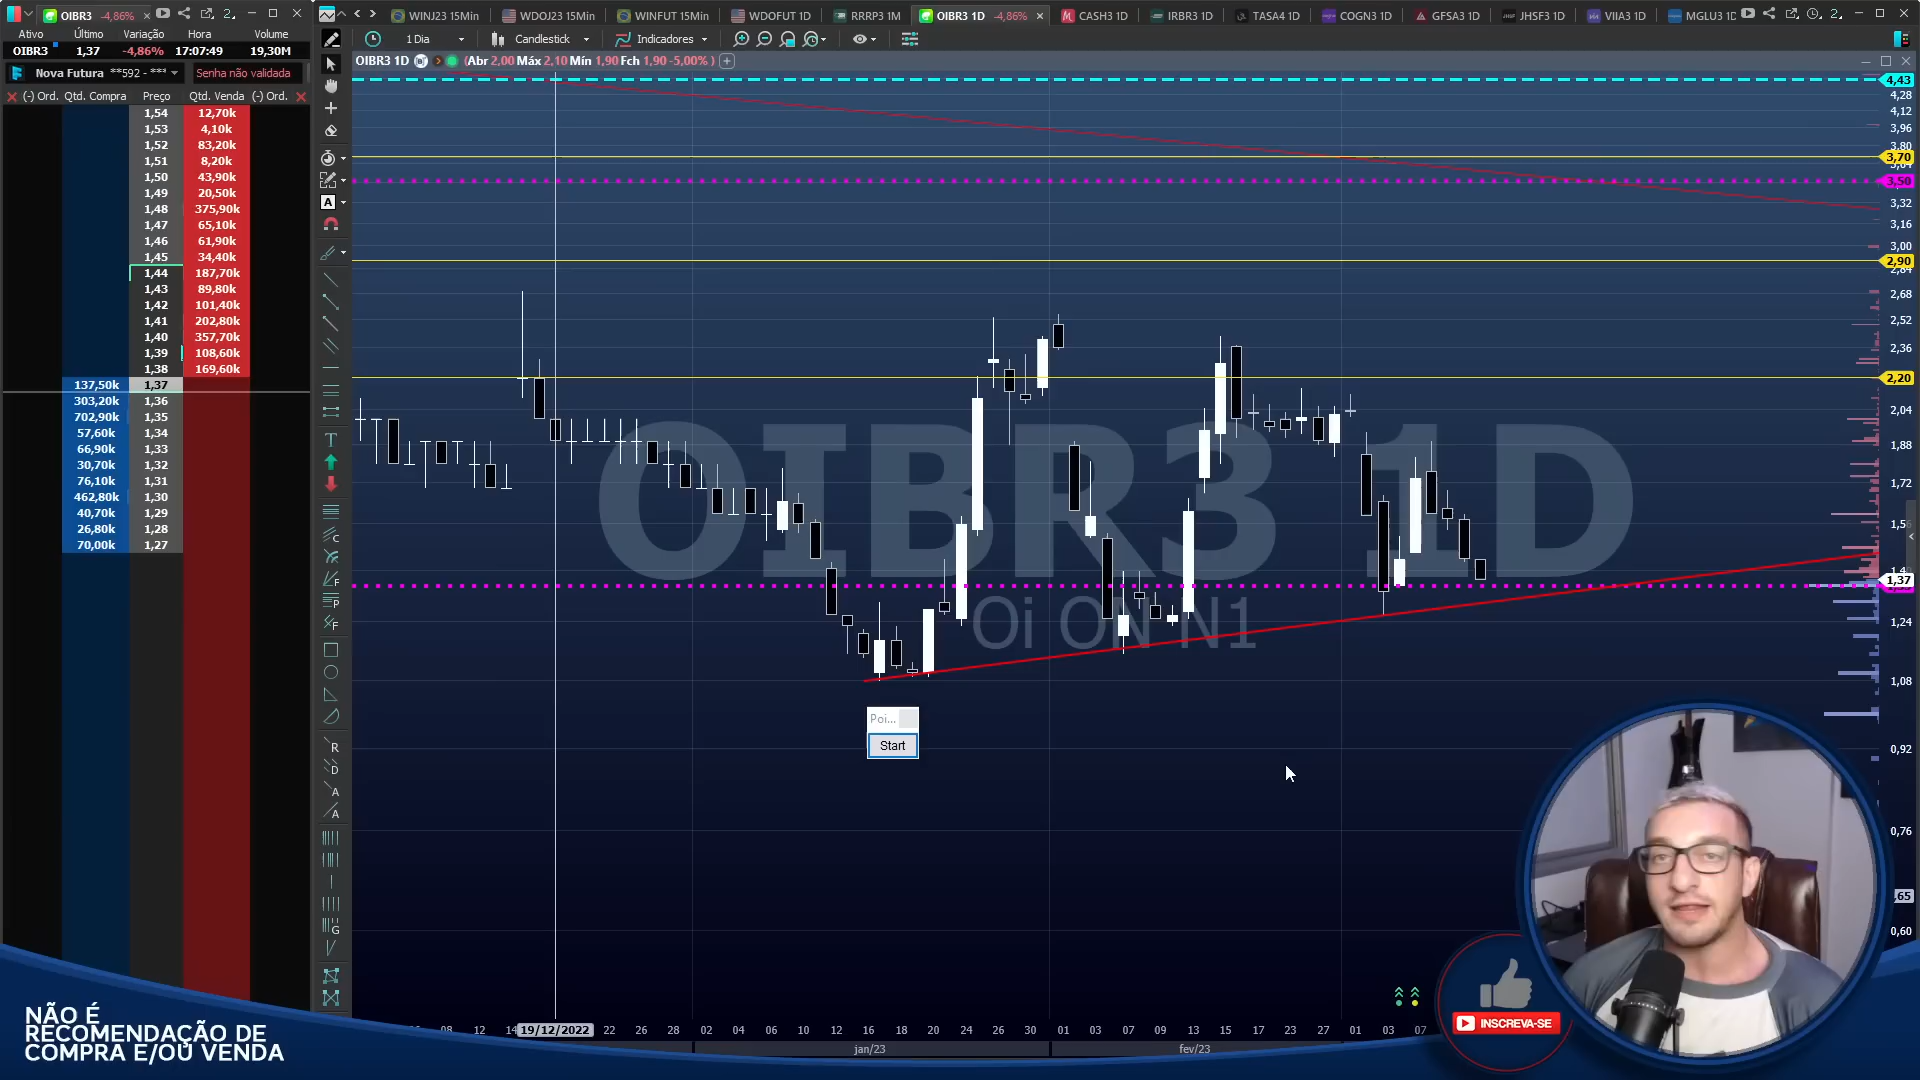 OIBR3 -4,86% × 2
WINJ23 15Min WDOJ23 15Min WINFUT 15Min WDOFUT 1D RRRP3 1M OIBR3 1D -4,86% × CASH3 1D IRBR3 1D TASA4 1D COGN3 1D GFSA3 1D JHSF3 1D VIIA3 1D MGLU3 1D 2
Ativo Último Variação Hora Volume
OIBR3 1,37 -4,86% 17:07:49 19,30M
1 Dia Candlestick Indicadores
Nova Futura **592 - *** Senha não validada
OIBR3 1D (Abr 2,00 Máx 2,10 Mín 1,90 Fch 1,90 -5,00% )
(-) Ord. Qtd. Compra Preço Qtd. Venda (-) Ord.
1,54 12,70k
1,53 4,10k
1,52 83,20k
1,51 8,20k
1,50 43,90k
1,49 20,50k
1,48 375,90k
1,47 65,10k
1,46 61,90k
1,45 34,40k
1,44 187,70k
1,43 89,80k
1,42 101,40k
1,41 202,80k
1,40 357,70k
1,39 108,60k
1,38 169,60k
137,50k 1,37
303,20k 1,36
702,90k 1,35
57,60k 1,34
66,90k 1,33
30,70k 1,32
76,10k 1,31
462,80k 1,30
40,70k 1,29
26,80k 1,28
70,00k 1,27
4,43
4,28
4,12
3,96
3,80
3,70
3,50
3,32
3,16
3,00
2,90
2,84
2,68
2,52
2,36
2,20
2,04
1,88
1,72
1,56
1,40
1,37
1,24
1,08
0,92
0,76
0,60
OIBR3 1D
Oi ON N1
Poi...
Start
08 12 14 19/12/2022 22 26 28 02 04 06 10 12 16 18 20 24 26 30 01 03 07 09 13 15 17 23 27 01 03 07
jan/23 fev/23
NÃO É
RECOMENDAÇÃO DE
COMPRA E/OU VENDA
INSCREVA-SE